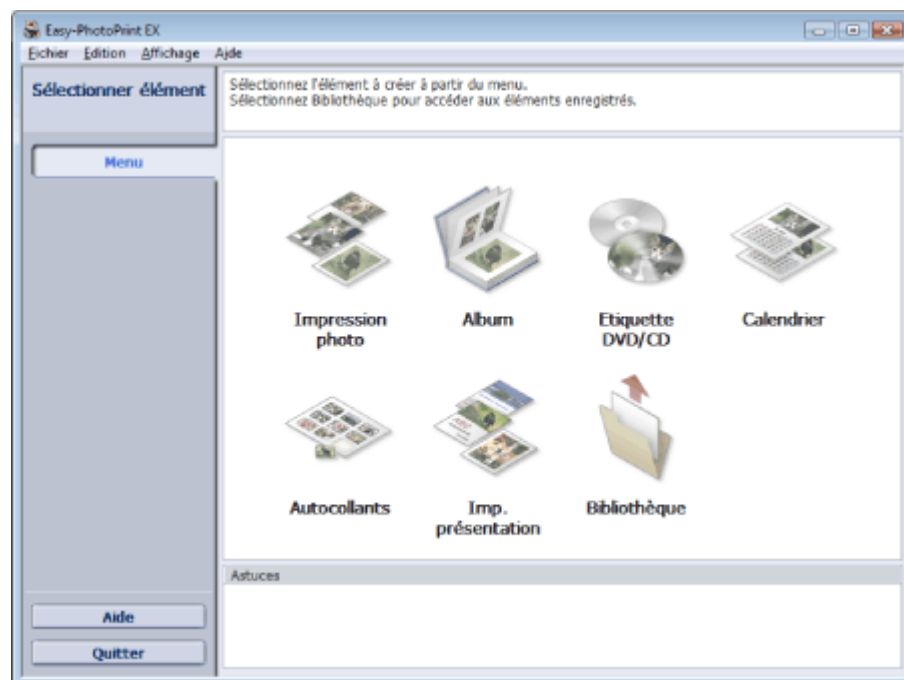 Easy-PhotoPrint EX
Fichier Edition Affichage Ajde
Sélectionner élément
Sélectionnez l'élément à créer à partir du menu.
Sélectionnez Bibliothèque pour accéder aux éléments enregistrés.
Menu
Impression
photo
Album
Etiquette
DVD/CD
Calendrier
Autocollants
Imp.
présentation
Bibliothèque
Astuces
Aide
Quitter